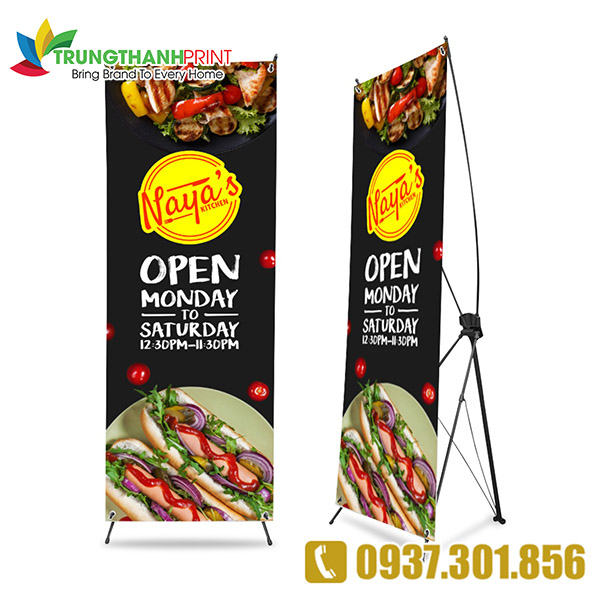 TRUNGTHANHPRINT
Bring Brand To Every Home
Naya's
KITCHEN
OPEN
MONDAY
TO
SATURDAY
12:30PM–11:30PM
Naya's
KITCHEN
OPEN
MONDAY
TO
SATURDAY
12:30PM–11:30PM
0937.301.856